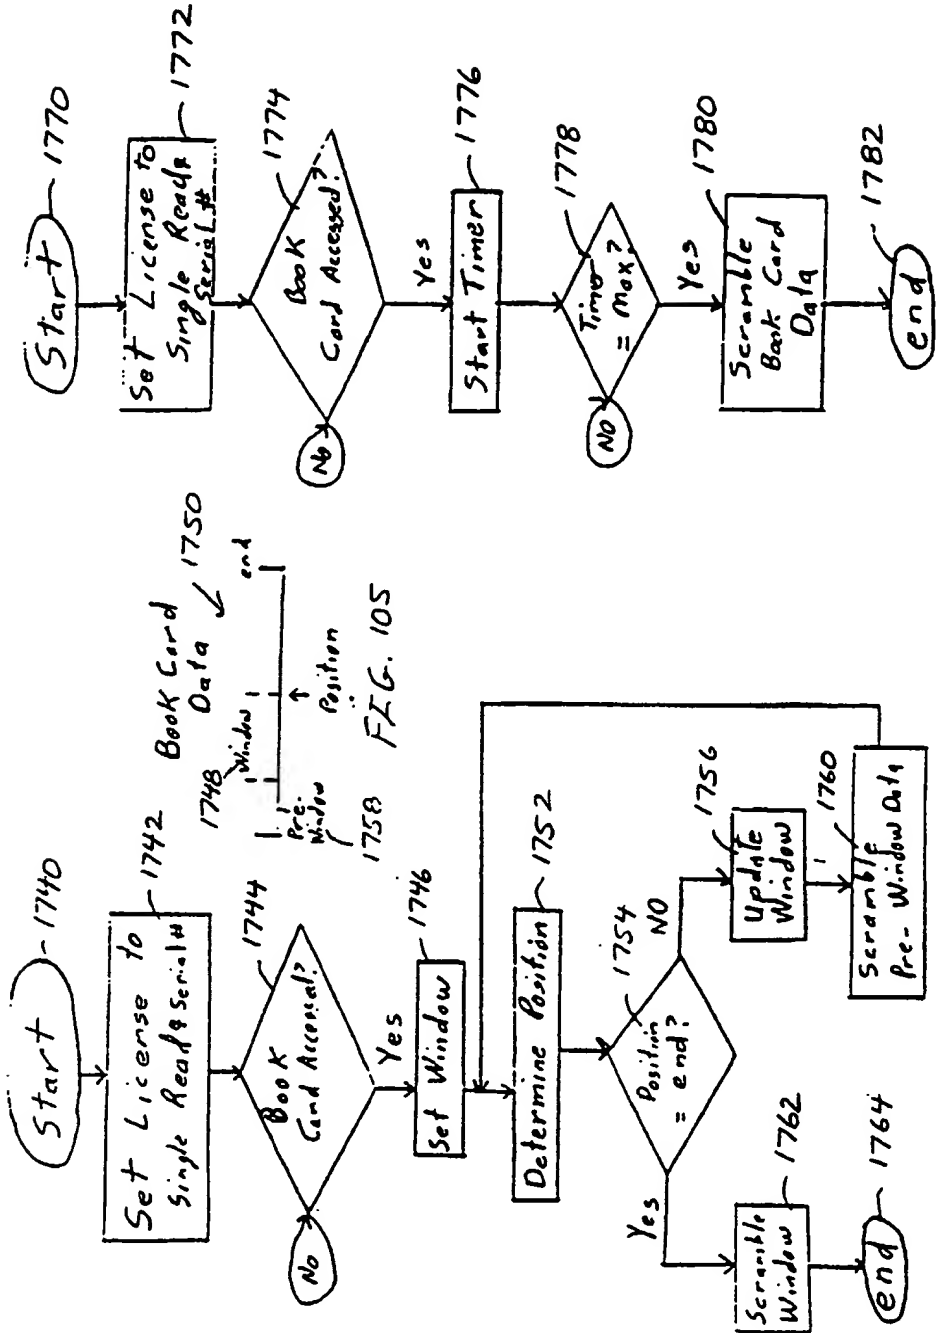 Start
1740
Set License to
Single Read & Serial #
1742
Book
Card Accessed?
1744
No
Yes
Set Window
1746
Determine Position
1752
Position
= end?
1754
NO
Update
Window
1756
Scramble
Pre-Window Data
1760
Yes
Scramble
Window
1762
end
1764
Book Card
Data
1750
1748
Window
end
Pre-
Window
1758
Position
FIG. 105
Start
1770
Set License to
Single Read &
Serial #
1772
Book
Card Accessed?
1774
No
Yes
Start Timer
1776
Timer
= Max?
1778
NO
Yes
Scramble
Book Card
Data
1780
end
1782